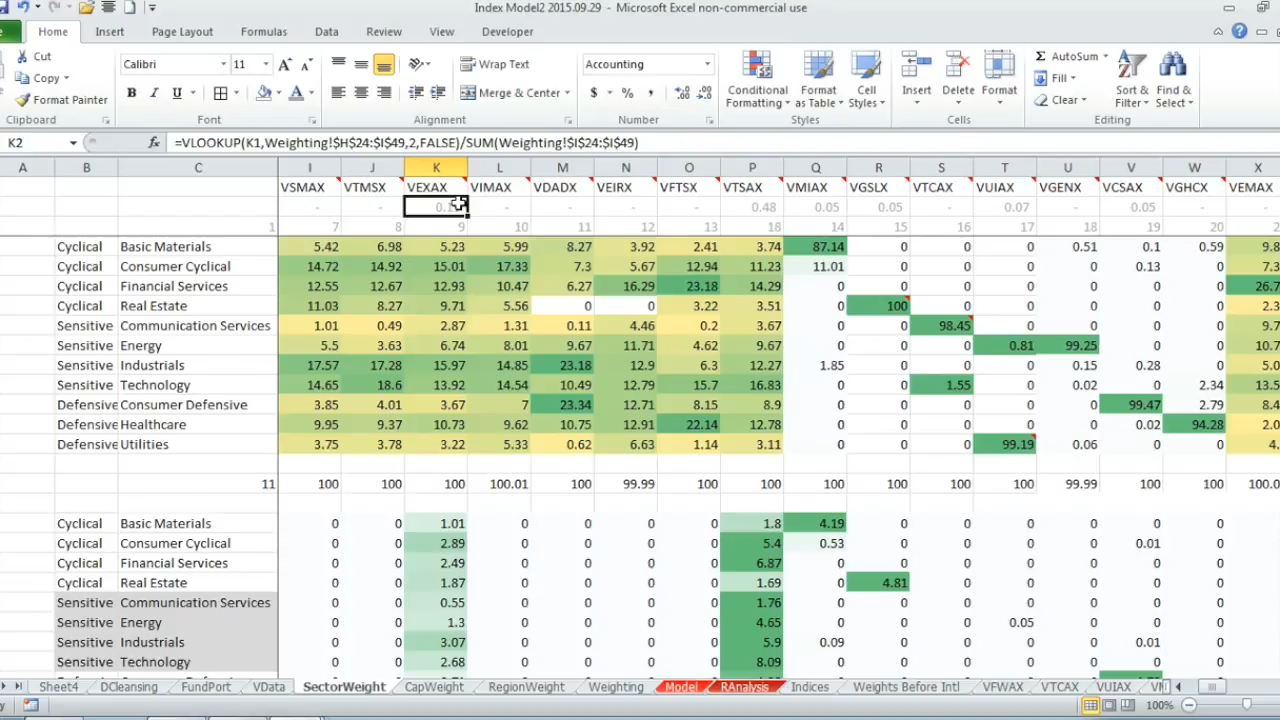 Index Model2 2015.09.29 - Microsoft Excel non-commercial use
Home Insert Page Layout Formulas Data Review View Developer
Cut Calibri 11 Wrap Text Accounting AutoSum
Copy Fill
Format Painter Merge & Center $ % Conditional Formatting Format as Table Cell Styles Insert Delete Format Clear Sort & Filter Find & Select
Clipboard Font Alignment Number Styles Cells Editing
K2 fx =VLOOKUP(K1,Weighting!$H$24:$I$49,2,FALSE)/SUM(Weighting!$I$24:$I$49)
A B C I J K L M N O P Q R S T U V W X
VSMAX VTMSX VEXAX VIMAX VDADX VEIRX VFTSX VTSAX VMIAX VGSLX VTCAX VUIAX VGENX VCSAX VGHCX VEMAX
- - - - - - 0.48 0.05 0.05 - 0.07 - 0.05 - -
1 7 8 9 10 11 12 13 18 14 15 16 17 18 19 20
Cyclical Basic Materials 5.42 6.98 5.23 5.99 8.27 3.92 2.41 3.74 87.14 0 0 0 0.51 0.1 0.59 9.8
Cyclical Consumer Cyclical 14.72 14.92 15.01 17.33 7.3 5.67 12.94 11.23 11.01 0 0 0 0 0.13 0 7.3
Cyclical Financial Services 12.55 12.67 12.93 10.47 6.27 16.29 23.18 14.29 0 0 0 0 0 0 0 26.7
Cyclical Real Estate 11.03 8.27 9.71 5.56 0 0 3.22 3.51 0 100 0 0 0 0 0 2.3
Sensitive Communication Services 1.01 0.49 2.87 1.31 0.11 4.46 0.2 3.67 0 0 98.45 0 0 0 0 9.7
Sensitive Energy 5.5 3.63 6.74 8.01 9.67 11.71 4.62 9.67 0 0 0 0.81 99.25 0 0 10.7
Sensitive Industrials 17.57 17.28 15.97 14.85 23.18 12.9 6.3 12.27 1.85 0 0 0 0.15 0.28 0 5.0
Sensitive Technology 14.65 18.6 13.92 14.54 10.49 12.79 15.7 16.83 0 0 1.55 0 0.02 0 2.34 13.5
Defensive Consumer Defensive 3.85 4.01 3.67 7 23.34 12.71 8.15 8.9 0 0 0 0 0 99.47 2.79 8.4
Defensive Healthcare 9.95 9.37 10.73 9.62 10.75 12.91 22.14 12.78 0 0 0 0 0 0.02 94.28 2.0
Defensive Utilities 3.75 3.78 3.22 5.33 0.62 6.63 1.14 3.11 0 0 0 99.19 0.06 0 0 4.
11 100 100 100 100.01 100 99.99 100 100 100 100 100 100 99.99 100 100 100.0
Cyclical Basic Materials 0 0 1.01 0 0 0 0 1.8 4.19 0 0 0 0 0 0
Cyclical Consumer Cyclical 0 0 2.89 0 0 0 0 5.4 0.53 0 0 0 0 0.01 0
Cyclical Financial Services 0 0 2.49 0 0 0 0 6.87 0 0 0 0 0 0 0
Cyclical Real Estate 0 0 1.87 0 0 0 0 1.69 0 4.81 0 0 0 0 0
Sensitive Communication Services 0 0 0.55 0 0 0 0 1.76 0 0 0 0 0 0 0
Sensitive Energy 0 0 1.3 0 0 0 0 4.65 0 0 0 0.05 0 0 0
Sensitive Industrials 0 0 3.07 0 0 0 0 5.9 0.09 0 0 0 0 0.01 0
Sensitive Technology 0 0 2.68 0 0 0 0 8.09 0 0 0 0 0 0 0
Sheet4 DCleansing FundPort VData SectorWeight CapWeight RegionWeight Weighting Model RAnalysis Indices Weights Before Intl VFWAX VTCAX VUIAX
100%